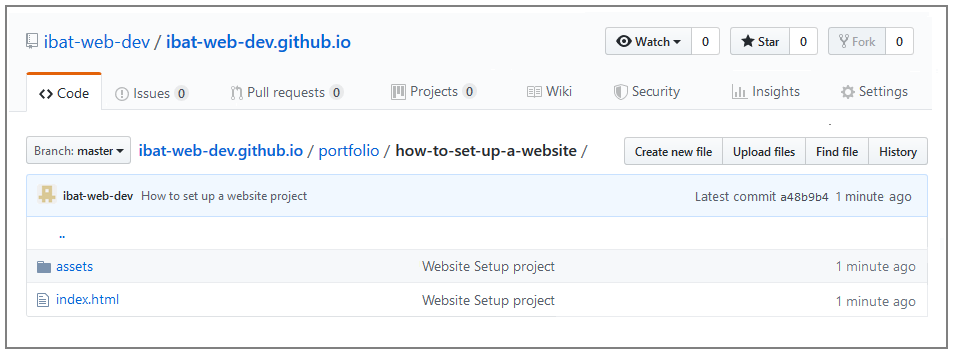 ibat-web-dev / ibat-web-dev.github.io Watch 0 Star 0 Fork 0
Code Issues 0 Pull requests 0 Projects 0 Wiki Security Insights Settings
Branch: master ibat-web-dev.github.io / portfolio / how-to-set-up-a-website / Create new file Upload files Find file History
ibat-web-dev How to set up a website project Latest commit a48b9b4 1 minute ago
..
assets Website Setup project 1 minute ago
index.html Website Setup project 1 minute ago